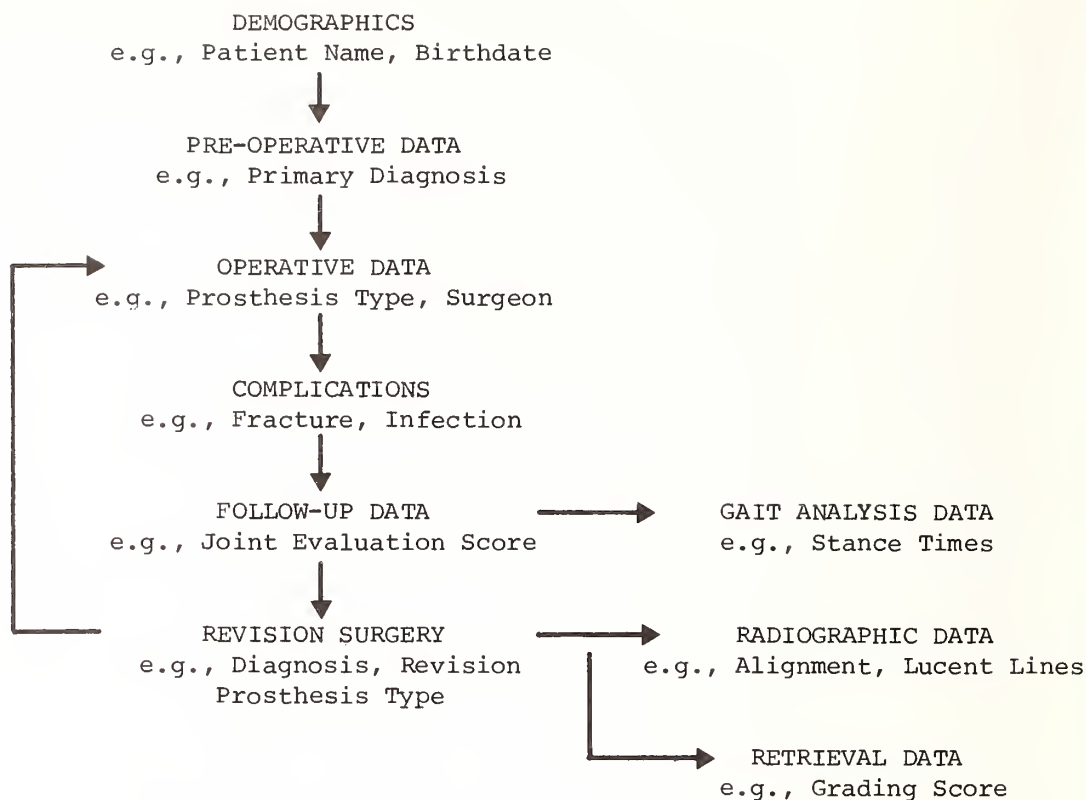 DEMOGRAPHICS
e.g., Patient Name, Birthdate
PRE-OPERATIVE DATA
e.g., Primary Diagnosis
OPERATIVE DATA
e.g., Prosthesis Type, Surgeon
COMPLICATIONS
e.g., Fracture, Infection
FOLLOW-UP DATA
e.g., Joint Evaluation Score
GAIT ANALYSIS DATA
e.g., Stance Times
REVISION SURGERY
e.g., Diagnosis, Revision
Prosthesis Type
RADIOGRAPHIC DATA
e.g., Alignment, Lucent Lines
RETRIEVAL DATA
e.g., Grading Score